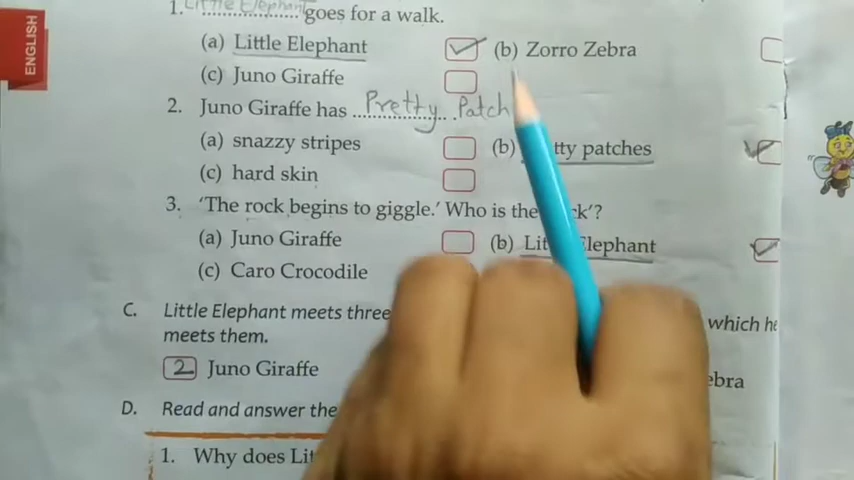 ENGLISH
1. Little Elephant goes for a walk.
(a) Little Elephant (b) Zorro Zebra
(c) Juno Giraffe
2. Juno Giraffe has Pretty Patch
(a) snazzy stripes (b) tty patches
(c) hard skin
3. 'The rock begins to giggle.' Who is the k'?
(a) Juno Giraffe (b) Lit Elephant
(c) Caro Crocodile
C. Little Elephant meets three which he
meets them.
2 Juno Giraffe ebra
D. Read and answer the
1. Why does Lit